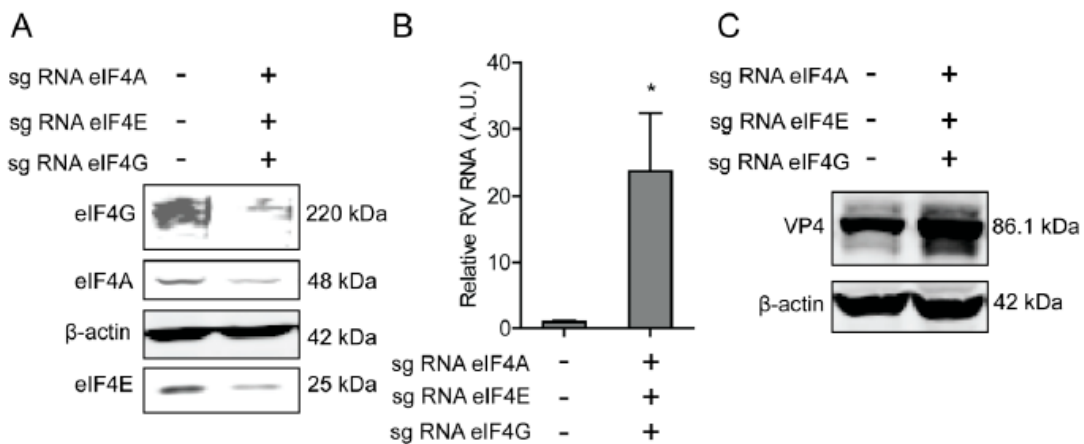 A
sg RNA eIF4A - +
sg RNA eIF4E - +
sg RNA eIF4G - +
eIF4G 220 kDa
eIF4A 48 kDa
β-actin 42 kDa
eIF4E 25 kDa
B
Relative RV RNA (A.U.)
40
30
20
10
0
*
sg RNA eIF4A - +
sg RNA eIF4E - +
sg RNA eIF4G - +
C
sg RNA eIF4A - +
sg RNA eIF4E - +
sg RNA eIF4G - +
VP4 86.1 kDa
β-actin 42 kDa